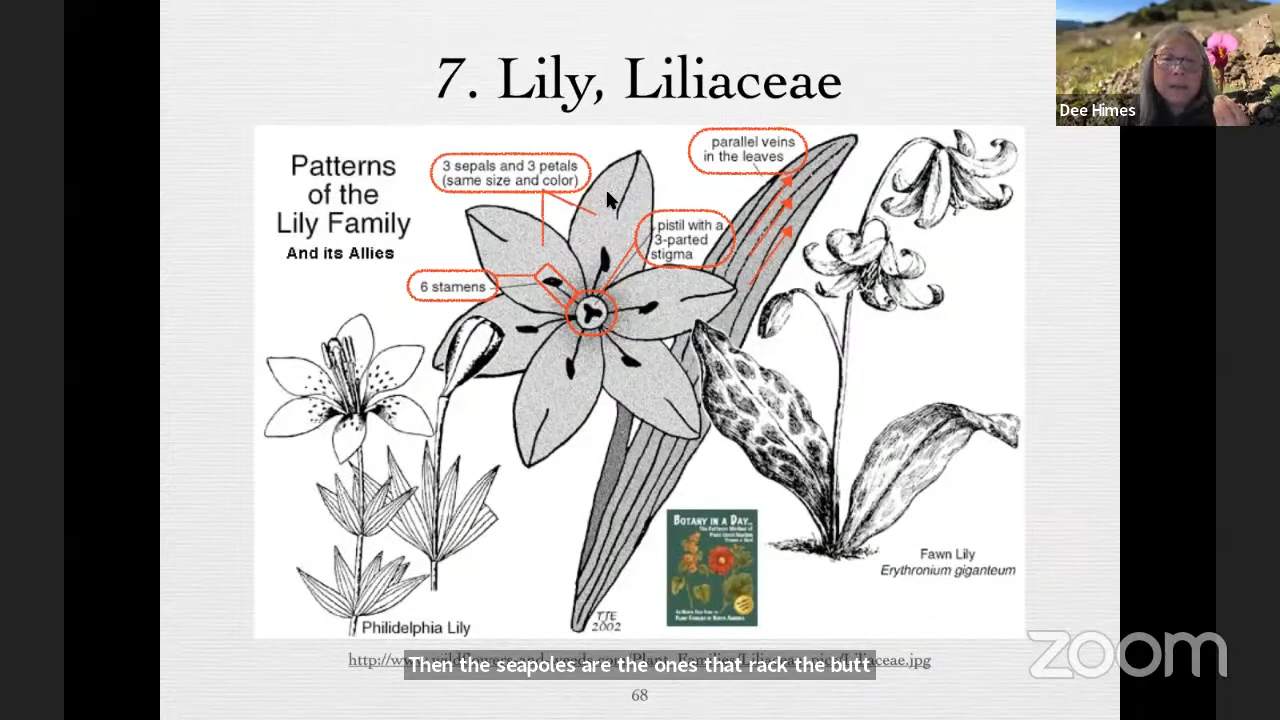 7. Lily, Liliaceae
Dee Himes
Patterns
of the
Lily Family
And its Allies
3 sepals and 3 petals
(same size and color)
parallel veins
in the leaves
pistil with a
3-parted
stigma
6 stamens
BOTANY IN A DAY...
Fawn Lily
Erythronium giganteum
TJE
2002
Philidelphia Lily
Then the seapoles are the ones that rack the butt
Liliaceae.jpg
zoom
68